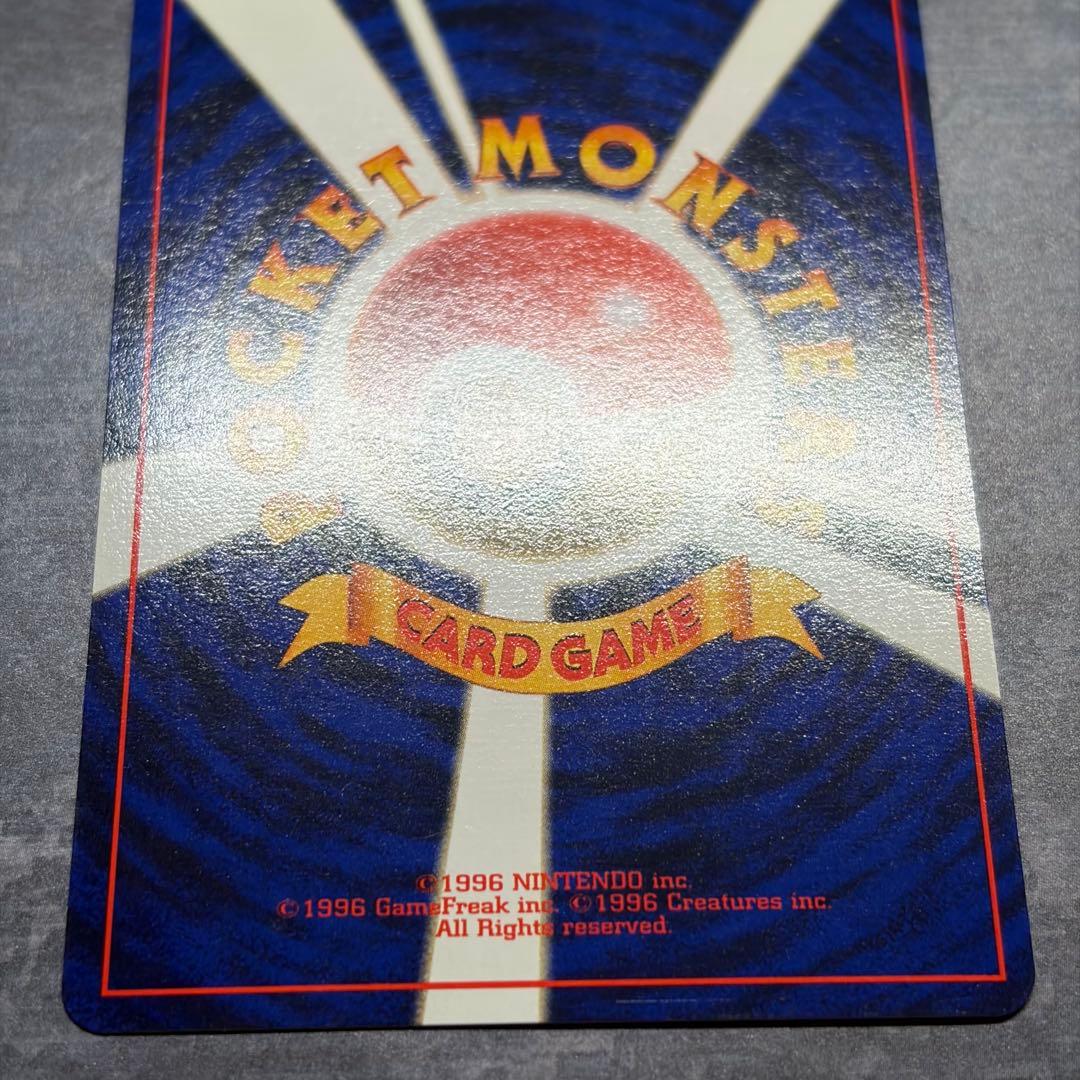 POCKET MONSTERS
CARD GAME
©1996 NINTENDO inc.
©1996 GameFreak inc. ©1996 Creatures inc.
All Rights reserved.